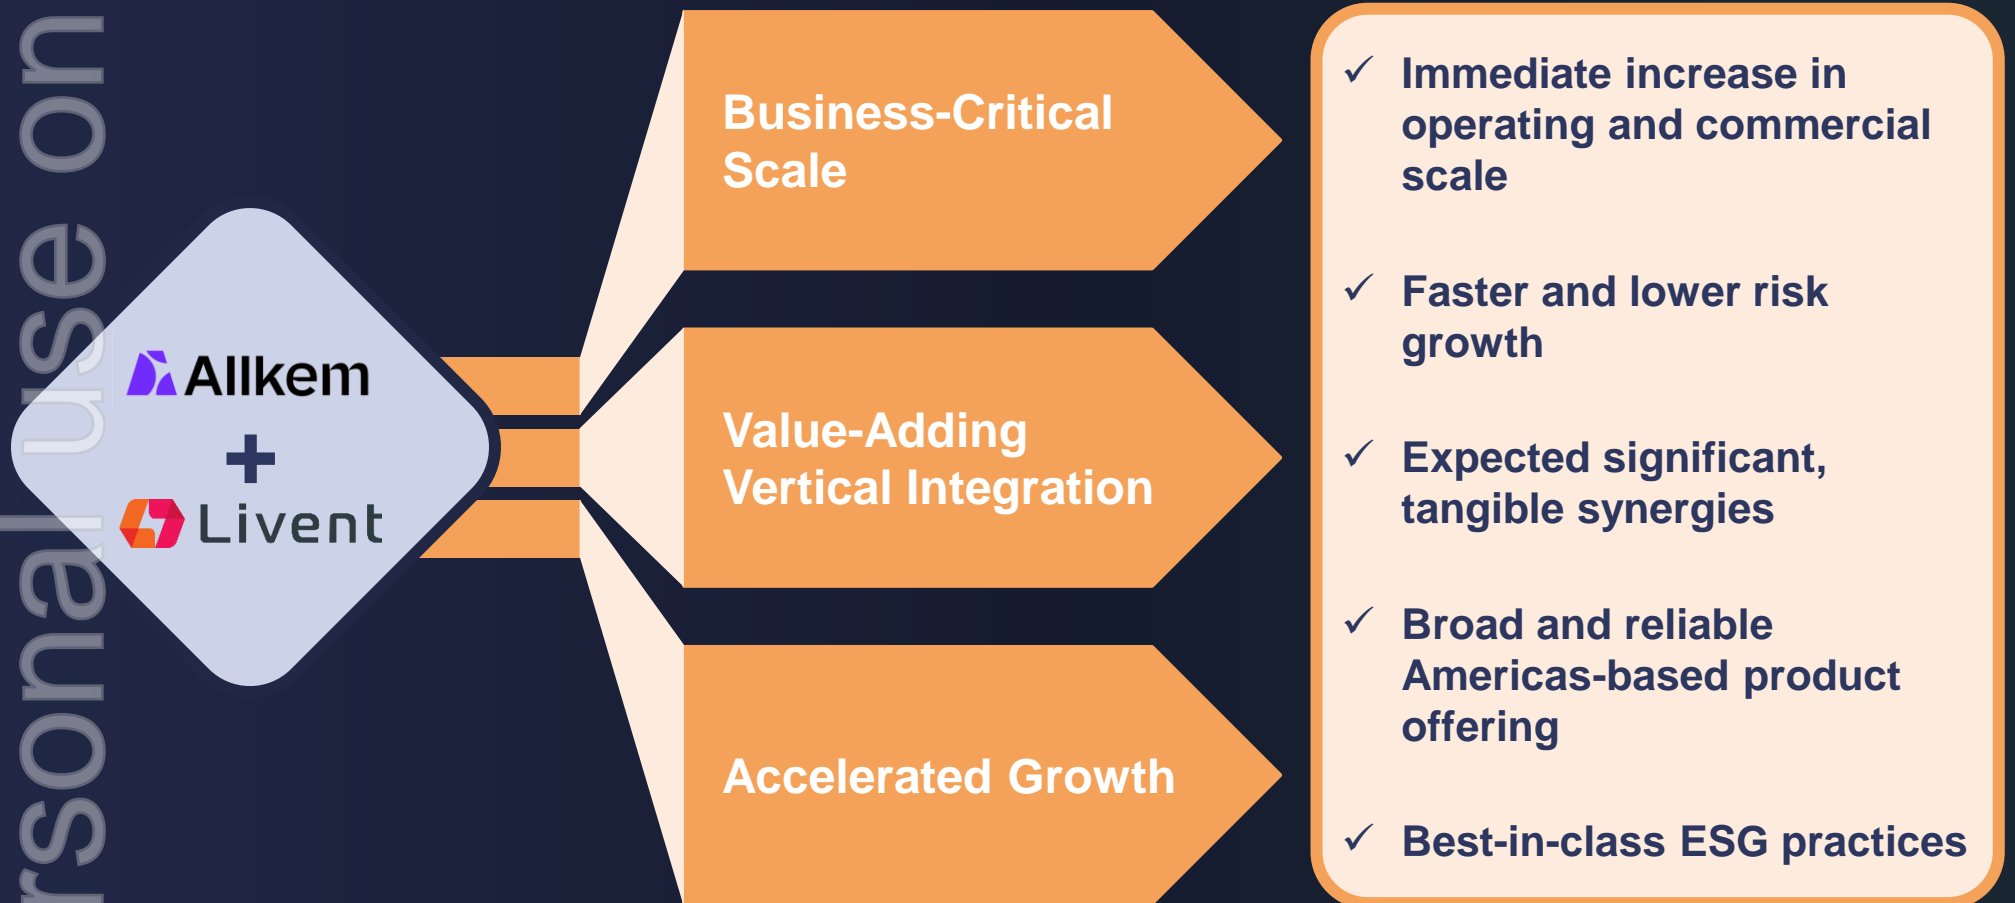 rsonal use on
Allkem
+
Livent
Business-Critical
Scale
Value-Adding
Vertical Integration
Accelerated Growth
✓ Immediate increase in
operating and commercial
scale
✓ Faster and lower risk
growth
✓ Expected significant,
tangible synergies
✓ Broad and reliable
Americas-based product
offering
✓ Best-in-class ESG practices